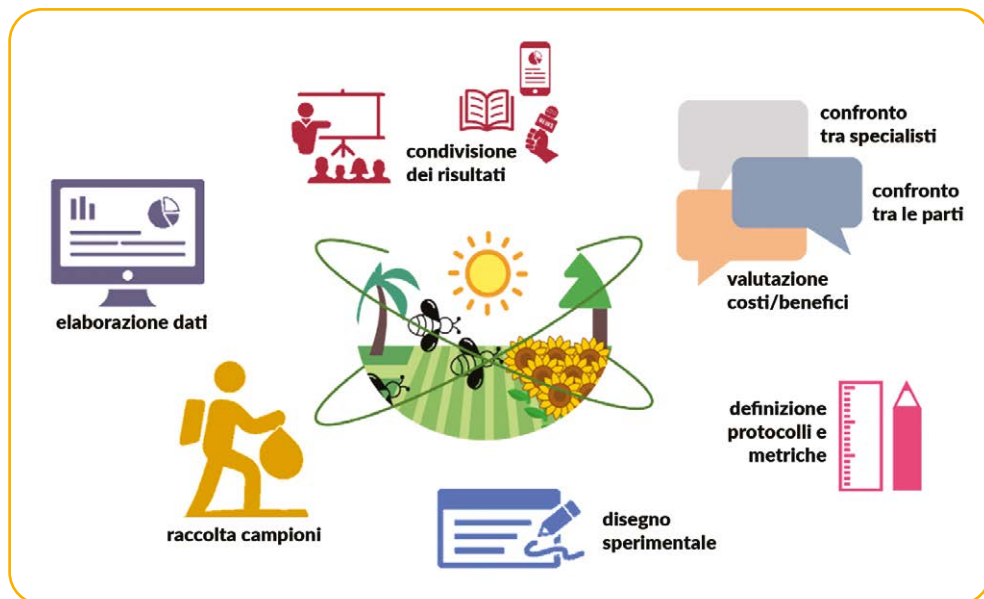 NEWS
condivisione
dei risultati
confronto
tra specialisti
confronto
tra le parti
valutazione
costi/benefici
elaborazione dati
definizione
protocolli e
metriche
raccolta campioni
disegno
sperimentale